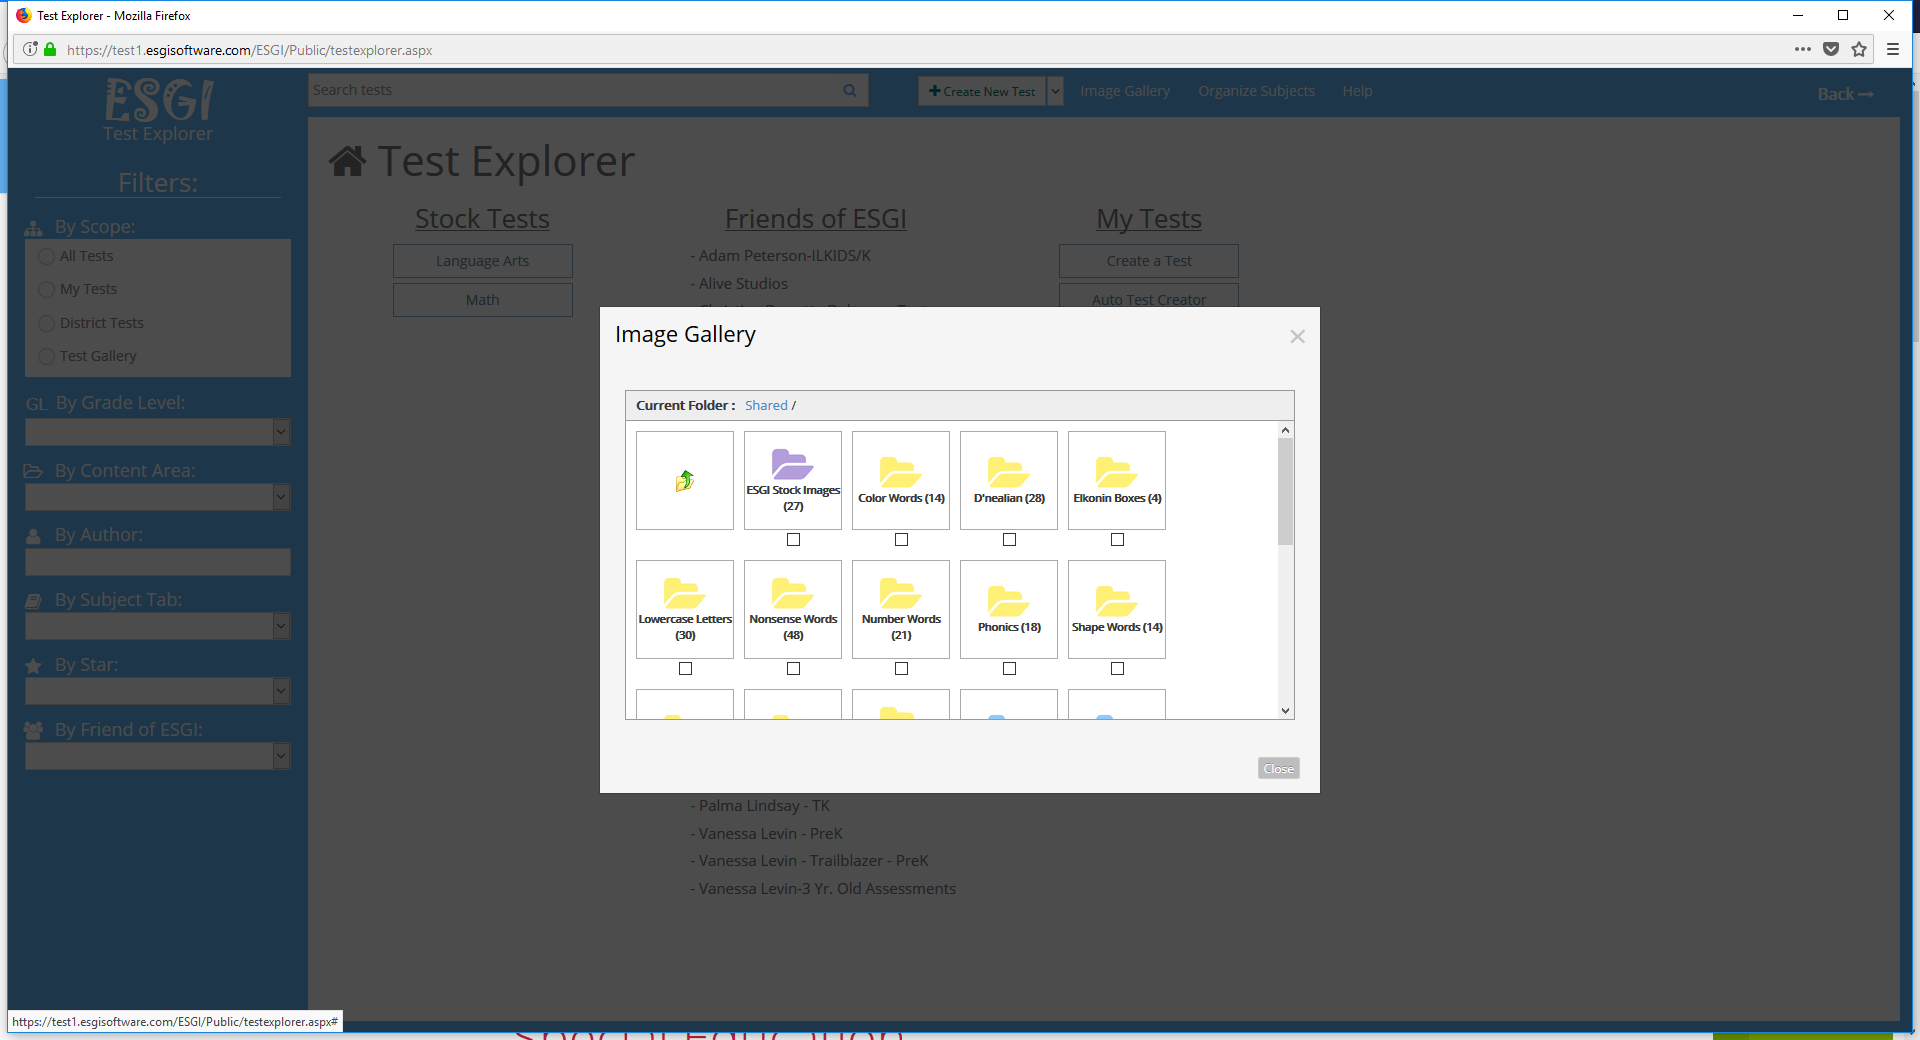 Test Explorer - Mozilla Firefox
https://test1.esgisoftware.com/ESGI/Public/testexplorer.aspx
ESGI
Test Explorer
Search tests
Create New Test
Image Gallery
Organize Subjects
Help
Back
Filters:
By Scope:
All Tests
My Tests
District Tests
Test Gallery
GL By Grade Level:
By Content Area:
By Author:
By Subject Tab:
By Star:
By Friend of ESGI:
Test Explorer
Stock Tests
Language Arts
Math
Friends of ESGI
- Adam Peterson-ILKIDS/K
- Alive Studios
My Tests
Create a Test
Auto Test Creator
Image Gallery
Current Folder : Shared /
ESGI Stock Images
(27)
Color Words (14)
D'nealian (28)
Elkonin Boxes (4)
Lowercase Letters
(30)
Nonsense Words
(48)
Number Words
(21)
Phonics (18)
Shape Words (14)
Close
- Palma Lindsay - TK
- Vanessa Levin - PreK
- Vanessa Levin - Trailblazer - PreK
- Vanessa Levin-3 Yr. Old Assessments
https://test1.esgisoftware.com/ESGI/Public/testexplorer.aspx#